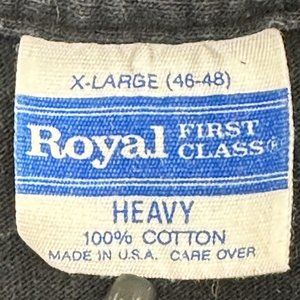 X-LARGE (46-48)
Royal FIRST CLASS®
HEAVY
100% COTTON
MADE IN U.S.A. CARE OVER